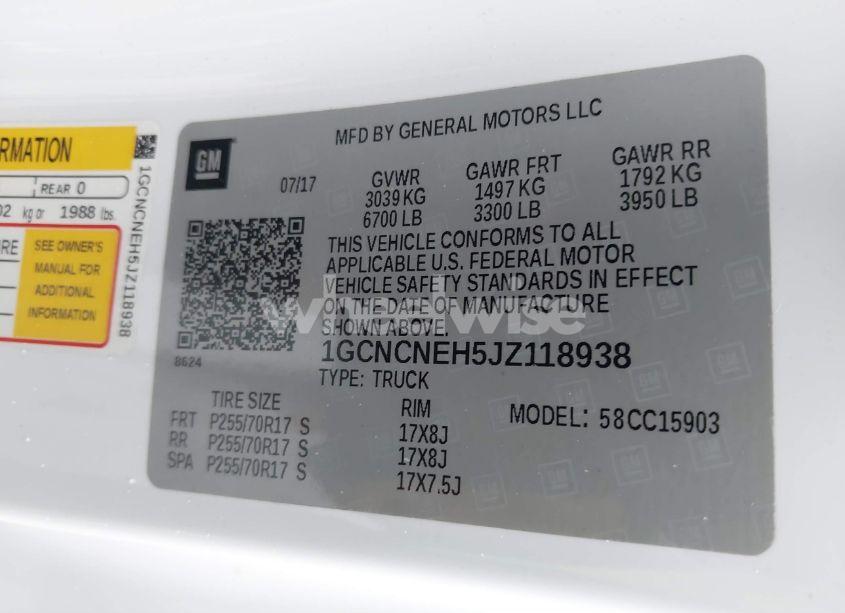 RMATION
REAR 0
02 kg or 1988 lbs.
IRE
SEE OWNER'S
MANUAL FOR
ADDITIONAL
INFORMATION
1GCNCNEH5JZ118938
GM
MFD BY GENERAL MOTORS LLC
07/17
GVWR
3039 KG
6700 LB
GAWR FRT
1497 KG
3300 LB
GAWR RR
1792 KG
3950 LB
THIS VEHICLE CONFORMS TO ALL
APPLICABLE U.S. FEDERAL MOTOR
VEHICLE SAFETY STANDARDS IN EFFECT
ON THE DATE OF MANUFACTURE
SHOWN ABOVE.
8624
1GCNCNEH5JZ118938
TYPE: TRUCK
TIRE SIZE
RIM
MODEL: 58CC15903
FRT P255/70R17 S 17X8J
RR P255/70R17 S 17X8J
SPA P255/70R17 S 17X7.5J